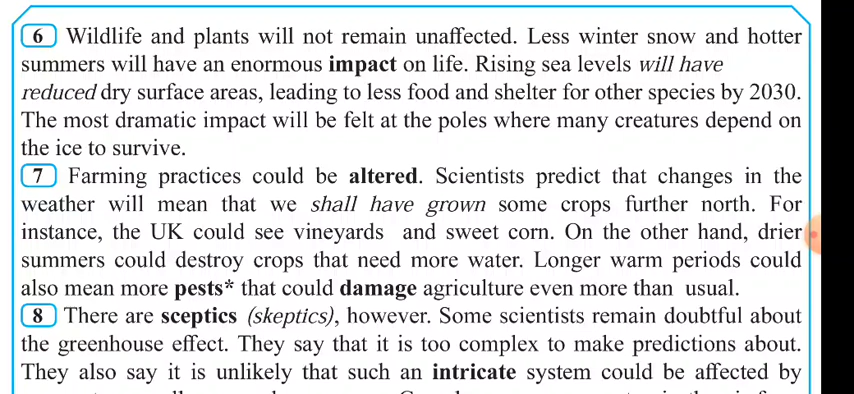 6 Wildlife and plants will not remain unaffected. Less winter snow and hotter
summers will have an enormous impact on life. Rising sea levels will have
reduced dry surface areas, leading to less food and shelter for other species by 2030.
The most dramatic impact will be felt at the poles where many creatures depend on
the ice to survive.
7 Farming practices could be altered. Scientists predict that changes in the
weather will mean that we shall have grown some crops further north. For
instance, the UK could see vineyards and sweet corn. On the other hand, drier
summers could destroy crops that need more water. Longer warm periods could
also mean more pests* that could damage agriculture even more than usual.
8 There are sceptics (skeptics), however. Some scientists remain doubtful about
the greenhouse effect. They say that it is too complex to make predictions about.
They also say it is unlikely that such an intricate system could be affected by